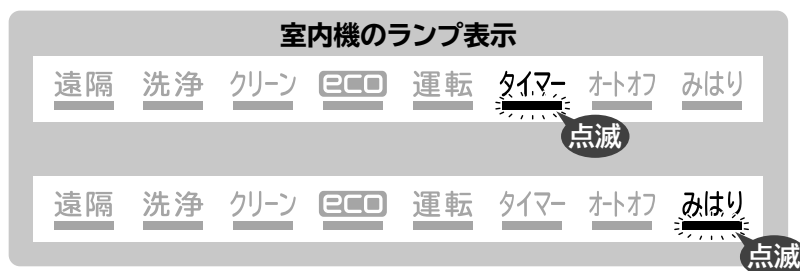 室内機のランプ表示
遠隔 洗浄 クリーン eco 運転 タイマー オートオフ みはり
点滅
遠隔 洗浄 クリーン eco 運転 タイマー オートオフ みはり
点滅